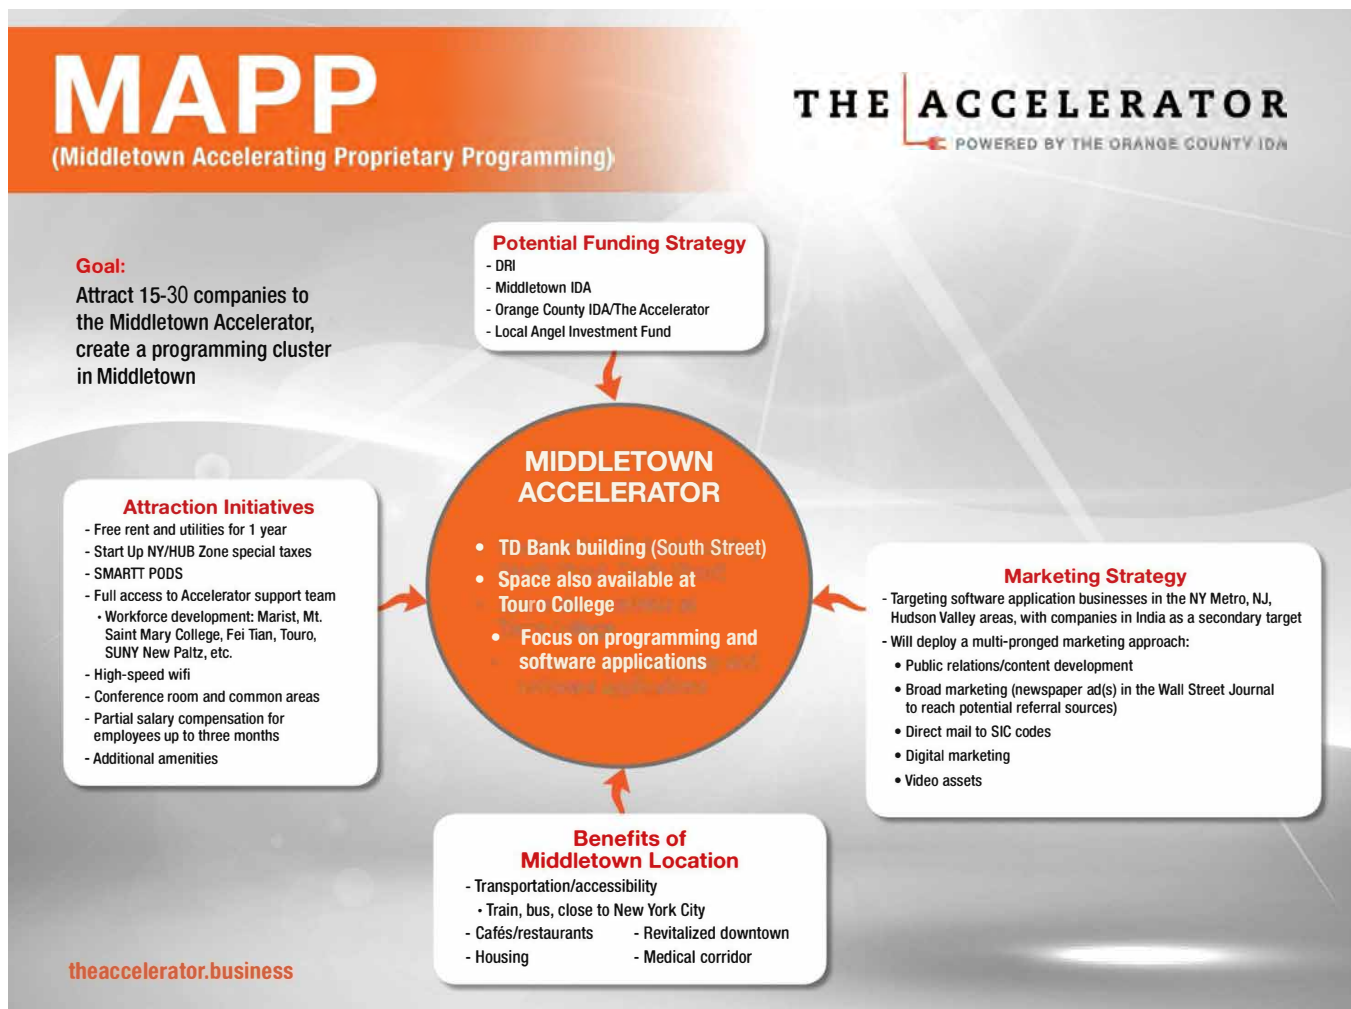 MAPP
(Middletown Accelerating Proprietary Programming)
THE ACCELERATOR
POWERED BY THE ORANGE COUNTY IDA
Goal:
Attract 15-30 companies to
the Middletown Accelerator,
create a programming cluster
in Middletown
Potential Funding Strategy
- DRI
- Middletown IDA
- Orange County IDA/The Accelerator
- Local Angel Investment Fund
MIDDLETOWN
ACCELERATOR
• TD Bank building (South Street)
• Space also available at
• Touro College
• Focus on programming and
software applications
Attraction Initiatives
- Free rent and utilities for 1 year
- Start Up NY/HUB Zone special taxes
- SMARTT PODS
- Full access to Accelerator support team
• Workforce development: Marist, Mt.
Saint Mary College, Fei Tian, Touro,
SUNY New Paltz, etc.
- High-speed wifi
- Conference room and common areas
- Partial salary compensation for
employees up to three months
- Additional amenities
Marketing Strategy
- Targeting software application businesses in the NY Metro, NJ,
Hudson Valley areas, with companies in India as a secondary target
- Will deploy a multi-pronged marketing approach:
• Public relations/content development
• Broad marketing (newspaper ad(s) in the Wall Street Journal
to reach potential referral sources)
• Direct mail to SIC codes
• Digital marketing
• Video assets
Benefits of
Middletown Location
- Transportation/accessibility
• Train, bus, close to New York City
- Cafés/restaurants - Revitalized downtown
- Housing - Medical corridor
theaccelerator.business